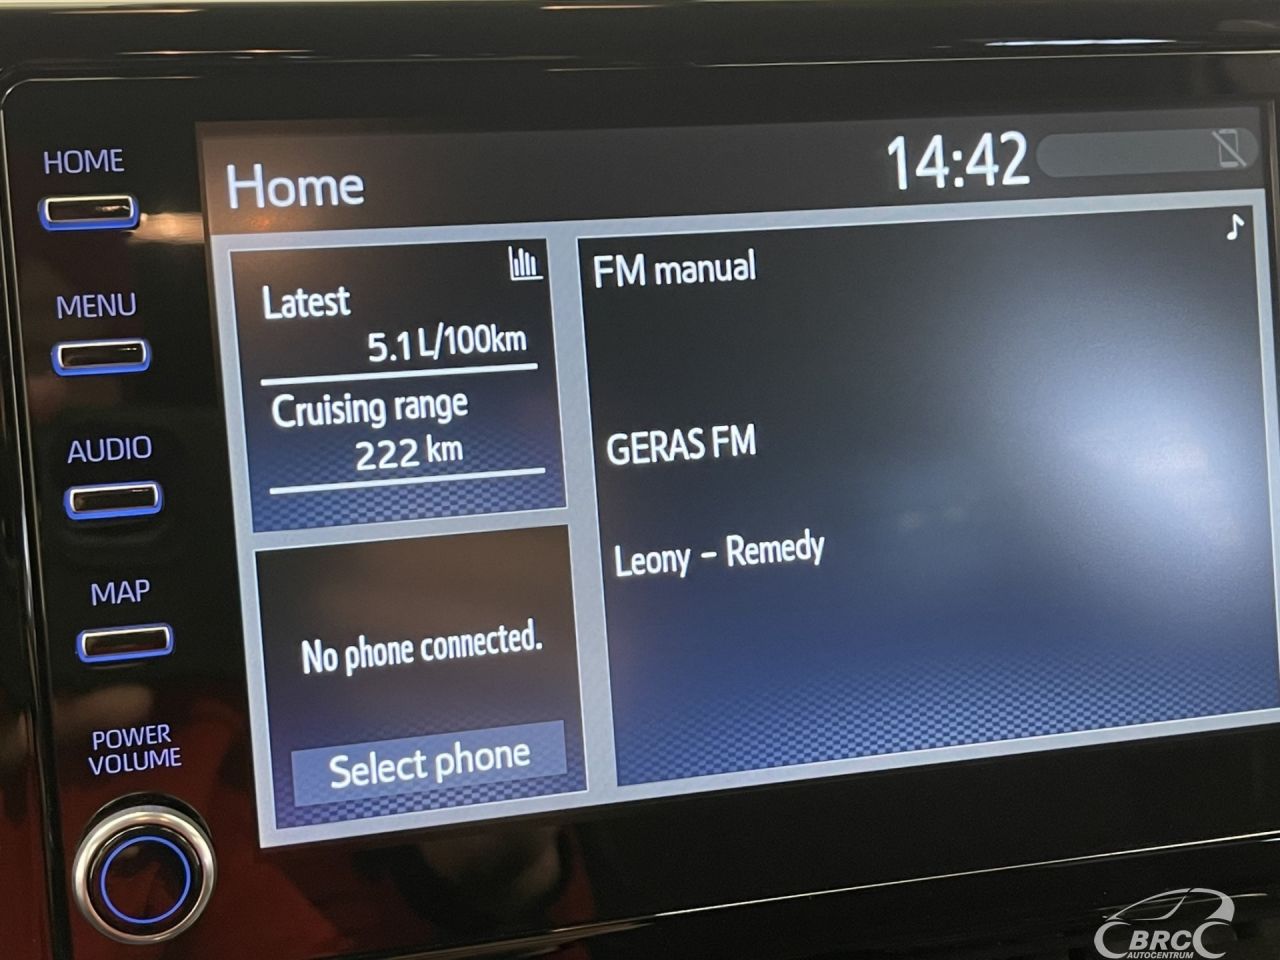 HOME
MENU
AUDIO
MAP
POWER
VOLUME
Home
14:42
Latest
5.1 L/100km
Cruising range
222 km
No phone connected.
Select phone
FM manual
GERAS FM
Leony – Remedy
BRC
AUTOCENTRUM